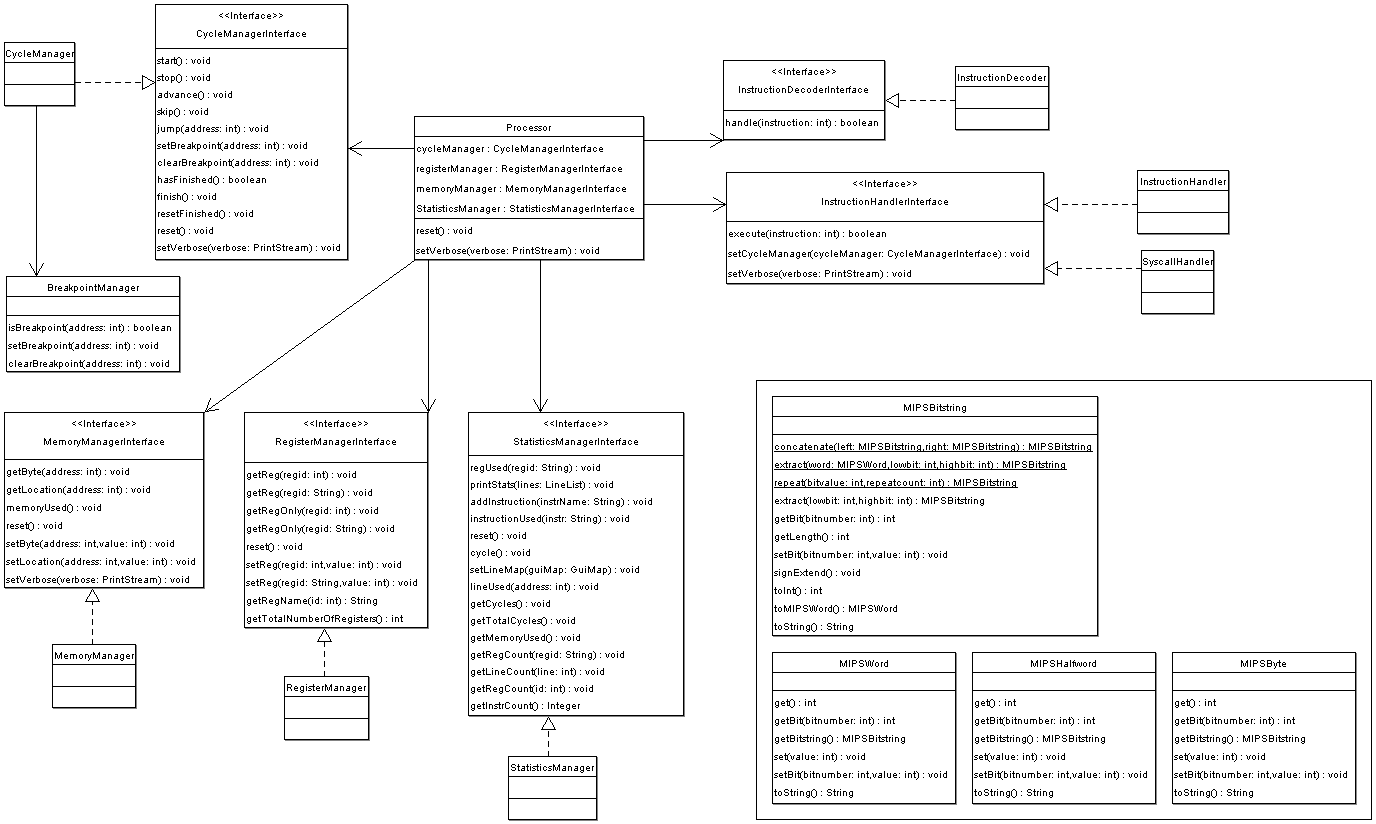 CycleManager
<<Interface>>
CycleManagerInterface
start() : void
stop() : void
advance() : void
skip() : void
jump(address: int) : void
setBreakpoint(address: int) : void
clearBreakpoint(address: int) : void
hasFinished() : boolean
finish() : void
resetFinished() : void
reset() : void
setVerbose(verbose: PrintStream) : void
Processor
cycleManager : CycleManagerInterface
registerManager : RegisterManagerInterface
memoryManager : MemoryManagerInterface
StatisticsManager : StatisticsManagerInterface
reset() : void
setVerbose(verbose: PrintStream) : void
<<Interface>>
InstructionDecoderInterface
handle(instruction: int) : boolean
InstructionDecoder
<<Interface>>
InstructionHandlerInterface
execute(instruction: int) : boolean
setCycleManager(cycleManager: CycleManagerInterface) : void
setVerbose(verbose: PrintStream) : void
InstructionHandler
SyscallHandler
BreakpointManager
isBreakpoint(address: int) : boolean
setBreakpoint(address: int) : void
clearBreakpoint(address: int) : void
<<Interface>>
MemoryManagerInterface
getByte(address: int) : void
getLocation(address: int) : void
memoryUsed() : void
reset() : void
setByte(address: int,value: int) : void
setLocation(address: int,value: int) : void
setVerbose(verbose: PrintStream) : void
MemoryManager
<<Interface>>
RegisterManagerInterface
getReg(regid: int) : void
getReg(regid: String) : void
getRegOnly(regid: int) : void
getRegOnly(regid: String) : void
reset() : void
setReg(regid: int,value: int) : void
setReg(regid: String,value: int) : void
getRegName(id: int) : String
getTotalNumberOfRegisters() : int
RegisterManager
<<Interface>>
StatisticsManagerInterface
regUsed(regid: String) : void
printStats(lines: LineList) : void
addInstruction(instrName: String) : void
instructionUsed(instr: String) : void
reset() : void
cycle() : void
setLineMap(guiMap: GuiMap) : void
lineUsed(address: int) : void
getCycles() : void
getTotalCycles() : void
getMemoryUsed() : void
getRegCount(regid: String) : void
getLineCount(line: int) : void
getRegCount(id: int) : void
getInstrCount() : Integer
StatisticsManager
MIPSBitstring
concatenate(left: MIPSBitstring,right: MIPSBitstring) : MIPSBitstring
extract(word: MIPSWord,lowbit: int,highbit: int) : MIPSBitstring
repeat(bitvalue: int,repeatcount: int) : MIPSBitstring
extract(lowbit: int,highbit: int) : MIPSBitstring
getBit(bitnumber: int) : int
getLength() : int
setBit(bitnumber: int,value: int) : void
signExtend() : void
toInt() : int
toMIPSWord() : MIPSWord
toString() : String
MIPSWord
get() : int
getBit(bitnumber: int) : int
getBitstring() : MIPSBitstring
set(value: int) : void
setBit(bitnumber: int,value: int) : void
toString() : String
MIPSHalfword
get() : int
getBit(bitnumber: int) : int
getBitstring() : MIPSBitstring
set(value: int) : void
setBit(bitnumber: int,value: int) : void
toString() : String
MIPSByte
get() : int
getBit(bitnumber: int) : int
getBitstring() : MIPSBitstring
set(value: int) : void
setBit(bitnumber: int,value: int) : void
toString() : String